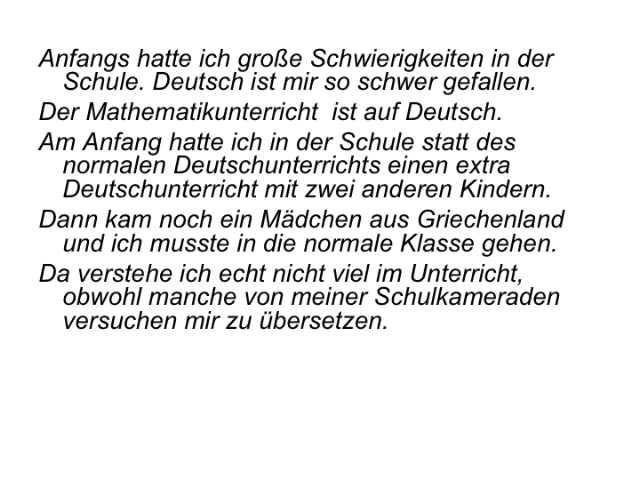 Anfangs hatte ich große Schwierigkeiten in der
Schule. Deutsch ist mir so schwer gefallen.
Der Mathematikunterricht  ist auf Deutsch.
Am Anfang hatte ich in der Schule statt des
normalen Deutschunterrichts einen extra
Deutschunterricht mit zwei anderen Kindern.
Dann kam noch ein Mädchen aus Griechenland
und ich musste in die normale Klasse gehen.
Da verstehe ich echt nicht viel im Unterricht,
obwohl manche von meiner Schulkameraden
versuchen mir zu übersetzen.